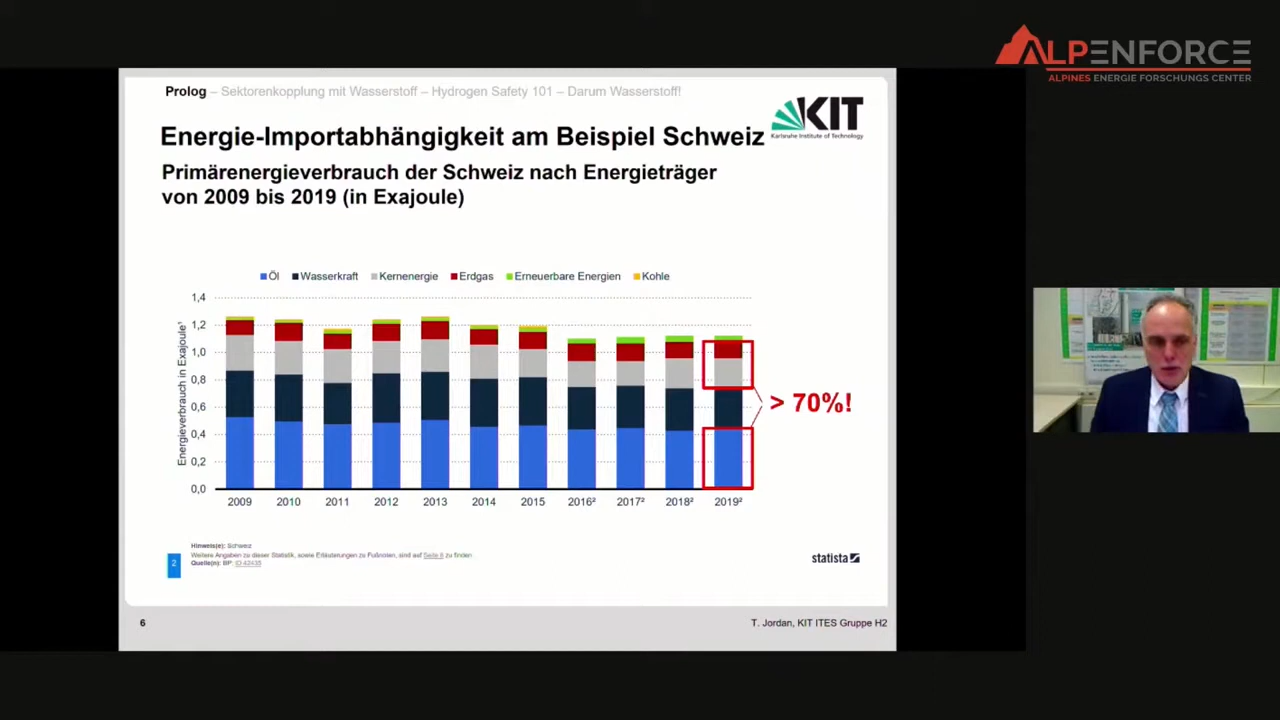 ALPENFORCE
ALPINES ENERGIE FORSCHUNGS CENTER
Prolog – Sektorenkopplung mit Wasserstoff – Hydrogen Safety 101 – Darum Wasserstoff!
KIT
Karlsruhe Institute of Technology
Energie-Importabhängigkeit am Beispiel Schweiz
Primärenergieverbrauch der Schweiz nach Energieträger
von 2009 bis 2019 (in Exajoule)
Öl Wasserkraft Kernenergie Erdgas Erneuerbare Energien Kohle
Energieverbrauch in Exajoule¹
1,4
1,2
1,0
0,8
0,6
0,4
0,2
0,0
> 70%!
2009 2010 2011 2012 2013 2014 2015 2016² 2017² 2018² 2019²
Hinweis(e): Schweiz
Weitere Angaben zu dieser Statistik, sowie Erläuterungen zu Fußnoten, sind auf Seite 8 zu finden
Quelle(n): BP; ID 42435
2
statista
6
T. Jordan, KIT ITES Gruppe H2